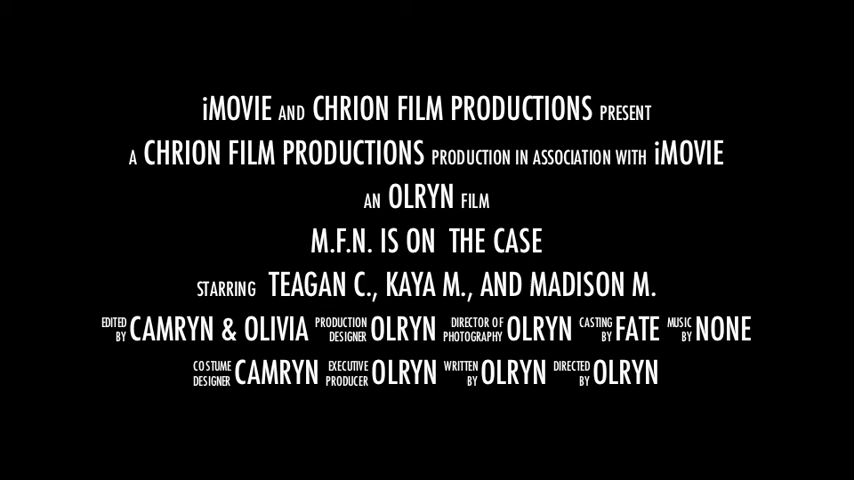 iMOVIE AND CHRION FILM PRODUCTIONS PRESENT
A CHRION FILM PRODUCTIONS PRODUCTION IN ASSOCIATION WITH iMOVIE
AN OLRYN FILM
M.F.N. IS ON THE CASE
STARRING TEAGAN C., KAYA M., AND MADISON M.
EDITED BY CAMRYN & OLIVIA PRODUCTION DESIGNER OLRYN DIRECTOR OF PHOTOGRAPHY OLRYN CASTING BY FATE MUSIC BY NONE
COSTUME DESIGNER CAMRYN EXECUTIVE PRODUCER OLRYN WRITTEN BY OLRYN DIRECTED BY OLRYN